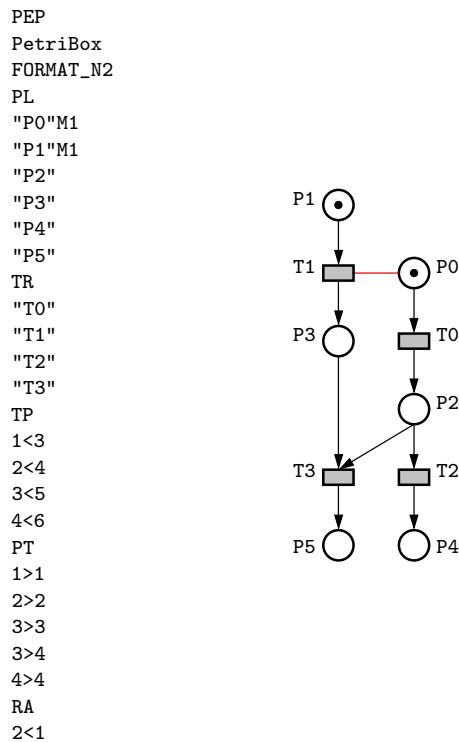 PEP
PetriBox
FORMAT_N2
PL
"P0"M1
"P1"M1
"P2"
"P3"
"P4"
"P5"
TR
"T0"
"T1"
"T2"
"T3"
TP
1<3
2<4
3<5
4<6
PT
1>1
2>2
3>3
3>4
4>4
RA
2<1
P1
T1 P0
P3 T0
P2
T3 T2
P5 P4